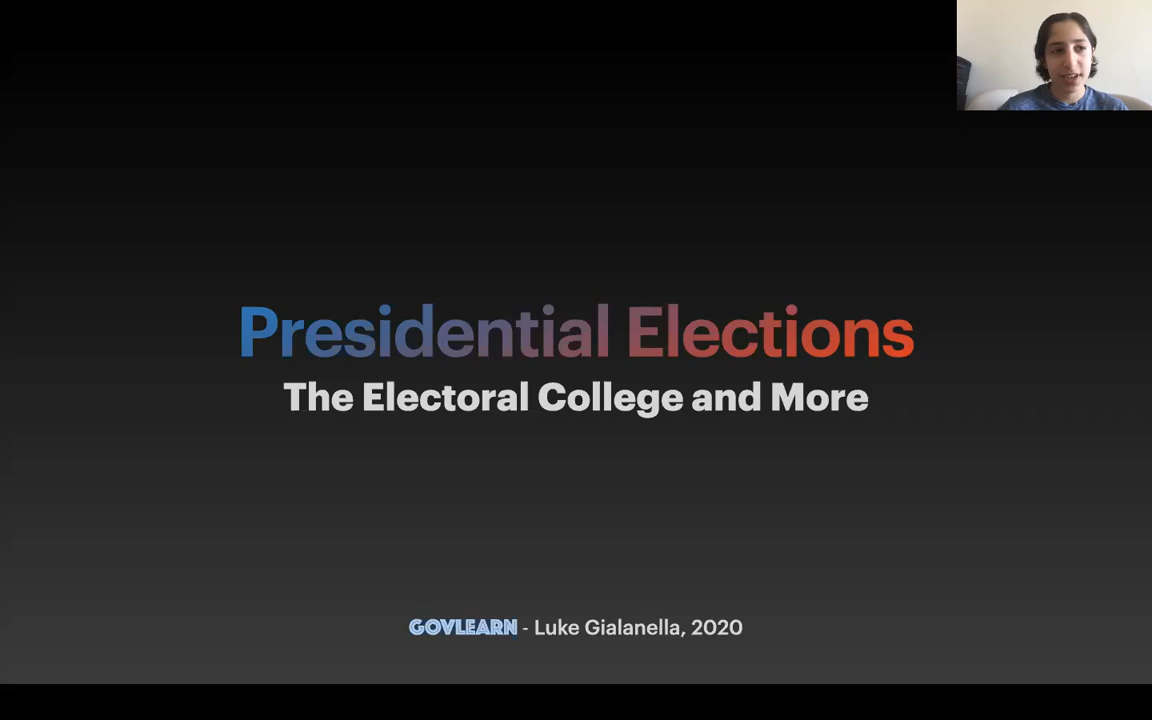 Presidential Elections
The Electoral College and More
GOVLEARN - Luke Gialanella, 2020